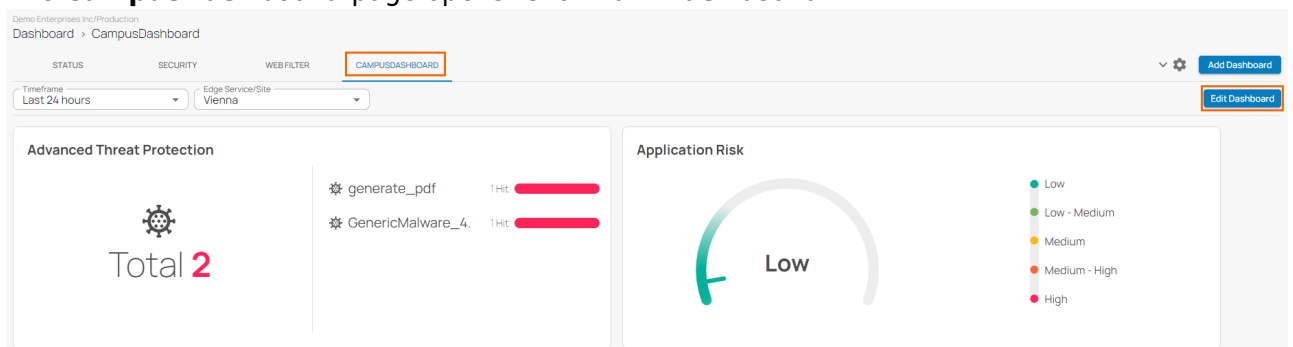 Demo Enterprises Inc/Production
Dashboard > CampusDashboard
STATUS SECURITY WEB FILTER CAMPUSDASHBOARD Add Dashboard
Timeframe Edge Service/Site
Last 24 hours Vienna Edit Dashboard
Advanced Threat Protection
generate_pdf 1 Hit
GenericMalware_4. 1 Hit
Total 2
Application Risk
Low
Low
Low - Medium
Medium
Medium - High
High